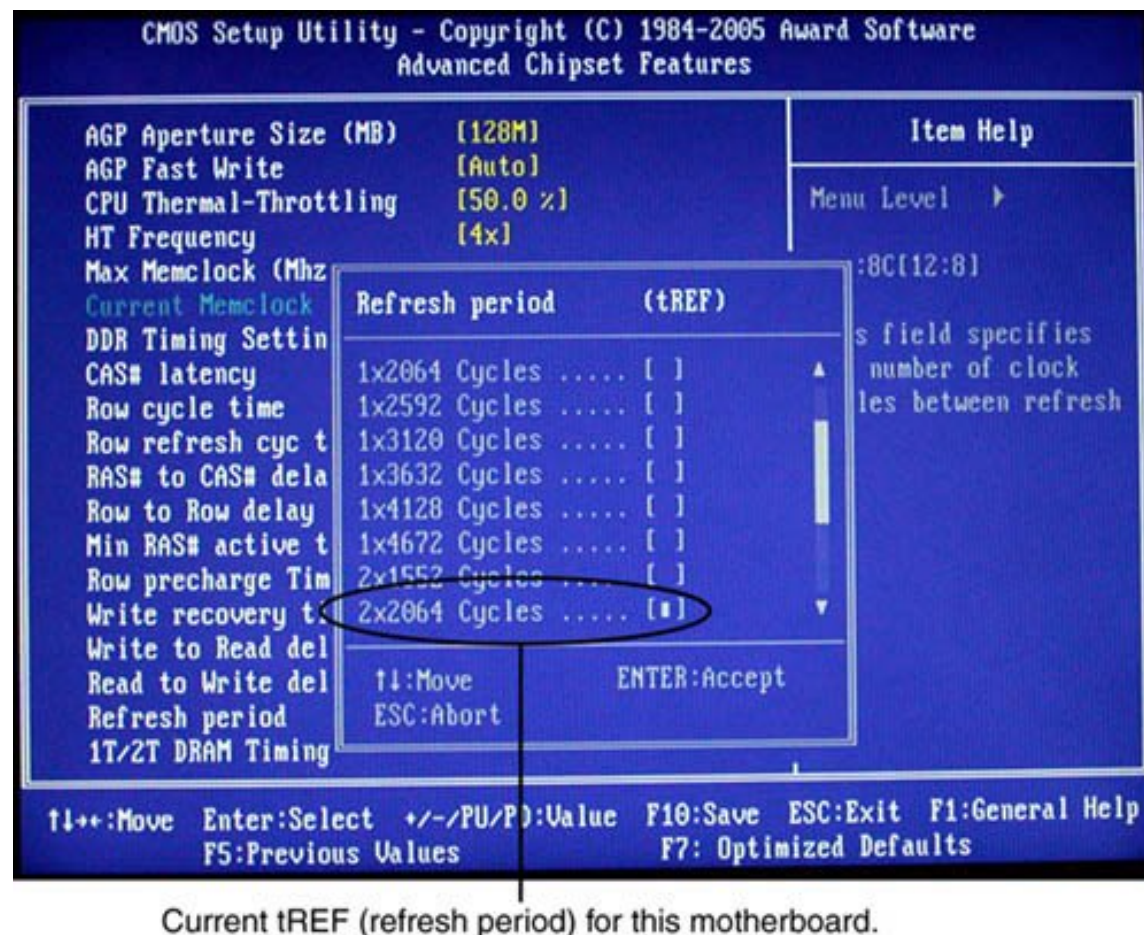 CMOS Setup Utility - Copyright (C) 1984-2005 Award Software
Advanced Chipset Features
AGP Aperture Size (MB) [128M]
AGP Fast Write [Auto]
CPU Thermal-Throttling [50.0 %]
HT Frequency [4x]
Max Memclock (Mhz
Current Memclock
DDR Timing Settin
CAS# latency
Row cycle time
Row refresh cyc t
RAS# to CAS# dela
Row to Row delay
Min RAS# active t
Row precharge Tim
Write recovery t
Write to Read del
Read to Write del
Refresh period
1T/2T DRAM Timing
Refresh period (tREF)
1x2064 Cycles ..... [ ]
1x2592 Cycles ..... [ ]
1x3120 Cycles ..... [ ]
1x3632 Cycles ..... [ ]
1x4128 Cycles ..... [ ]
1x4672 Cycles ..... [ ]
2x1552 Cycles ..... [ ]
2x2064 Cycles ..... [▪]
↑↓:Move ENTER:Accept
ESC:Abort
Item Help
Menu Level ▸
:8C[12:8]
s field specifies
number of clock
les between refresh
↑↓→←:Move Enter:Select +/-/PU/PD:Value F10:Save ESC:Exit F1:General Help
F5:Previous Values F7: Optimized Defaults
Current tREF (refresh period) for this motherboard.